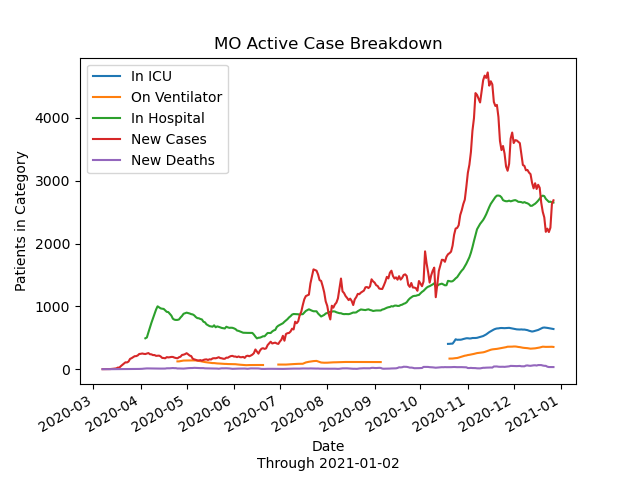 MO Active Case Breakdown
In ICU
On Ventilator
In Hospital
New Cases
New Deaths
Patients in Category
4000
3000
2000
1000
0
2020-03
2020-04
2020-05
2020-06
2020-07
2020-08
2020-09
2020-10
2020-11
2020-12
2021-01
Date
Through 2021-01-02